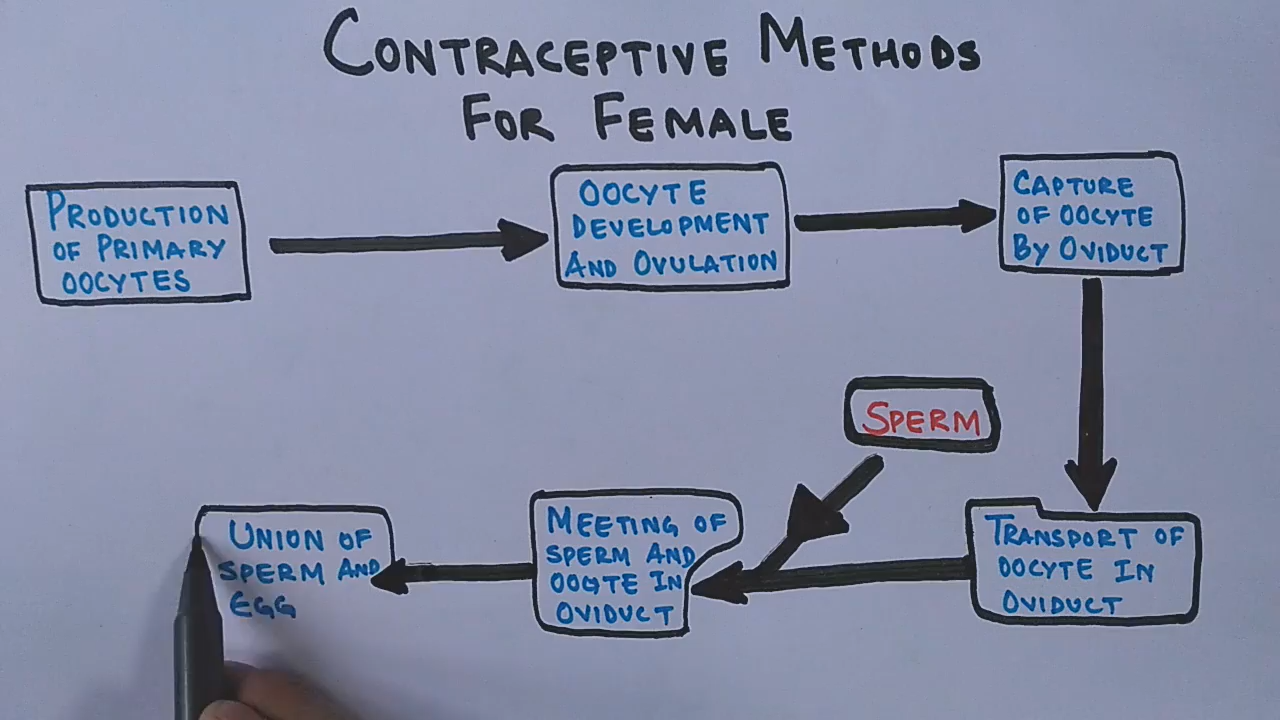 CONTRACEPTIVE METHODS
FOR FEMALE
PRODUCTION
OF PRIMARY
OOCYTES
OOCYTE
DEVELOPMENT
AND OVULATION
CAPTURE
OF OOCYTE
BY OVIDUCT
SPERM
TRANSPORT OF
OOCYTE IN
OVIDUCT
MEETING OF
SPERM AND
OOCYTE IN
OVIDUCT
UNION OF
SPERM AND
EGG